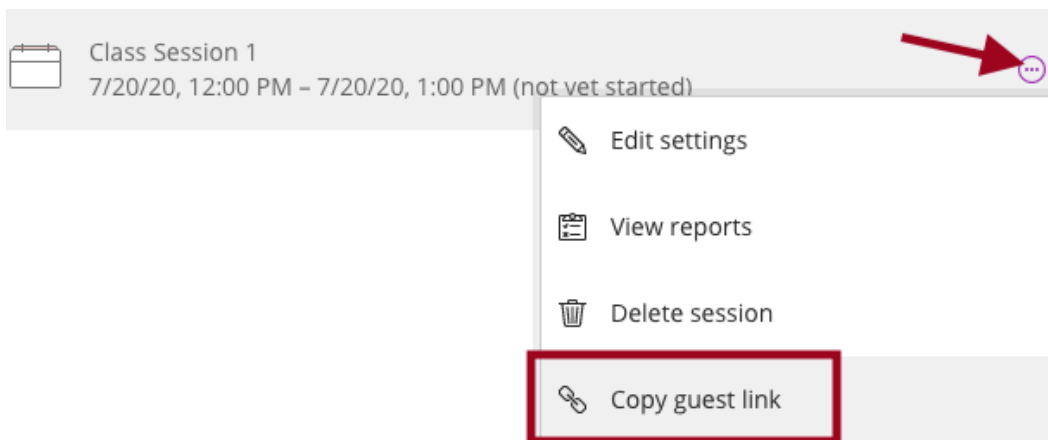 Class Session 1
7/20/20, 12:00 PM – 7/20/20, 1:00 PM (not yet started)
Edit settings
View reports
Delete session
Copy guest link